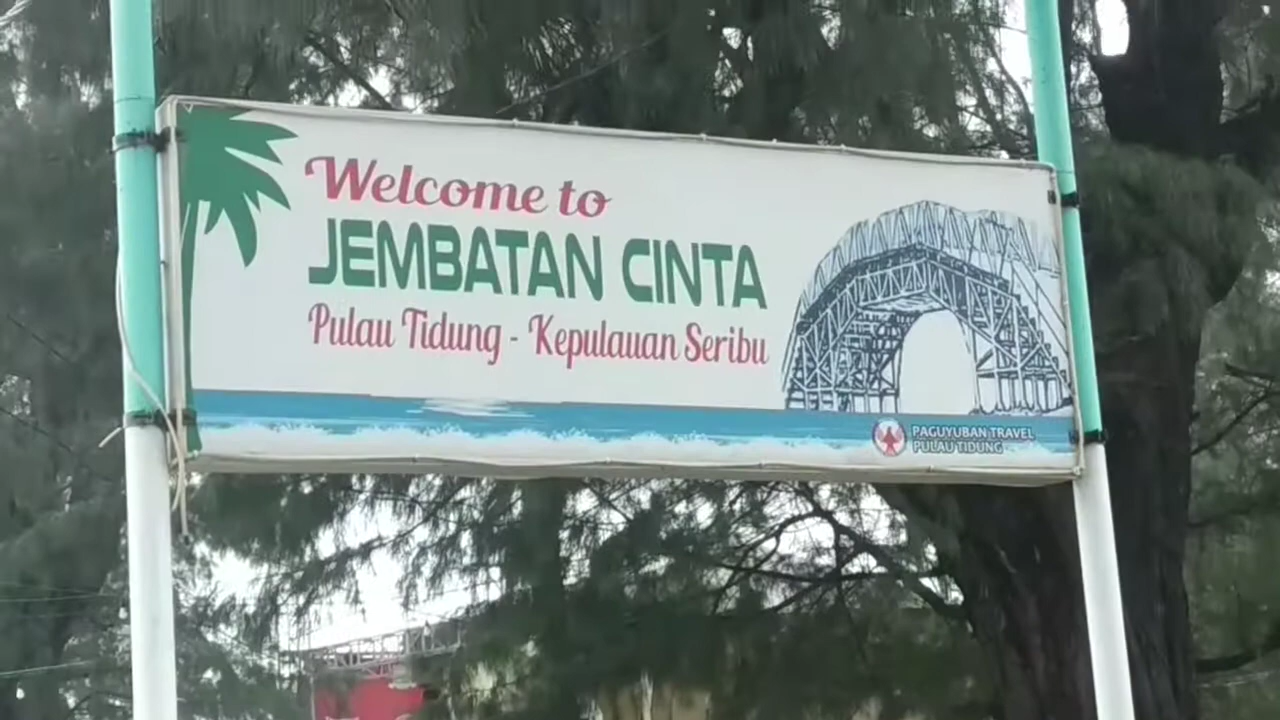 Welcome to
JEMBATAN CINTA
Pulau Tidung - Kepulauan Seribu
PAGUYUBAN TRAVEL
PULAU TIDUNG